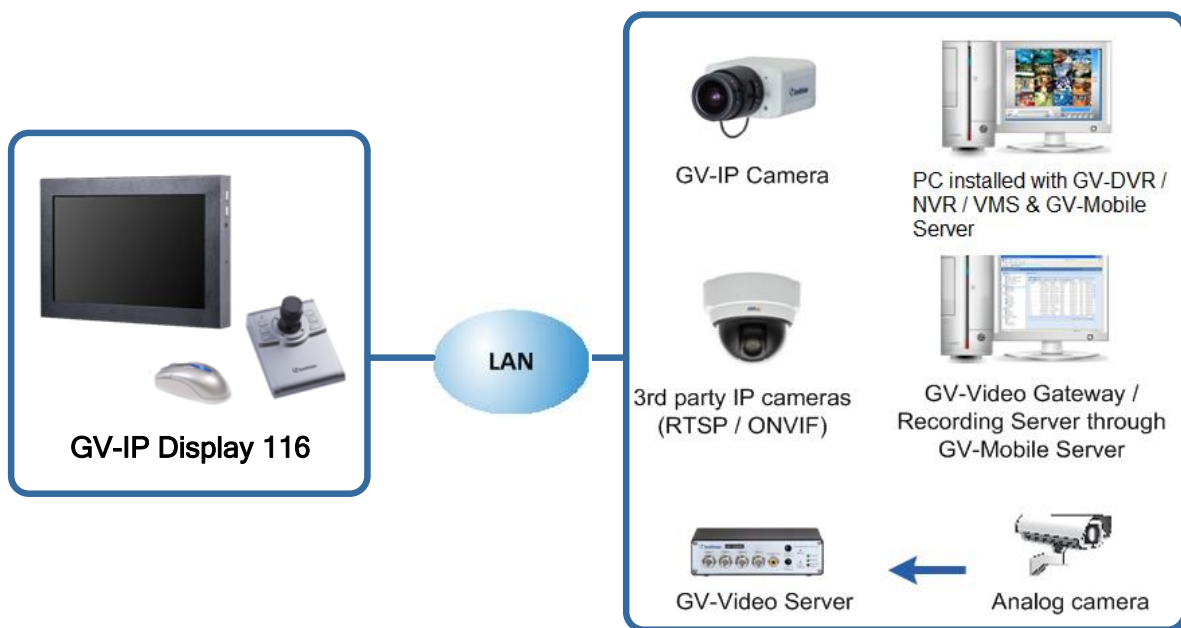 GV-IP Display 116
LAN
GV-IP Camera
PC installed with GV-DVR /
NVR / VMS & GV-Mobile
Server
3rd party IP cameras
(RTSP / ONVIF)
GV-Video Gateway /
Recording Server through
GV-Mobile Server
GV-Video Server
Analog camera